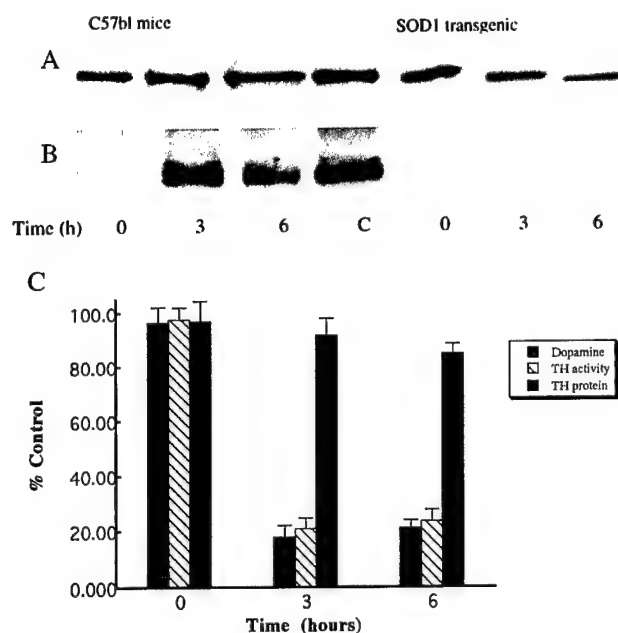 C57bl mice SOD1 transgenic
A
B
Time (h) 0 3 6 C 0 3 6
C
100.0
80.00
60.00
40.00
20.00
0.000
% Control
0 3 6
Time (hours)
Dopamine
TH activity
TH protein